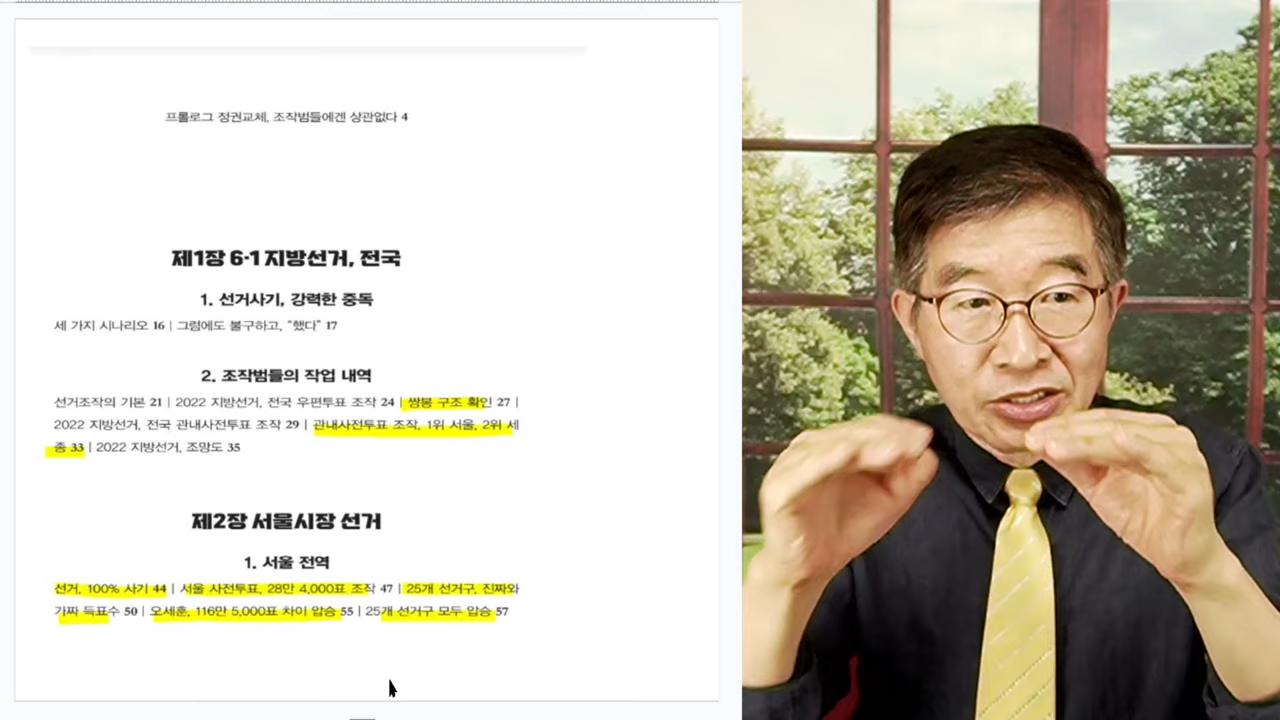 프롤로그 정권교체, 조작범들에겐 상관없다 4
제1장 6·1 지방선거, 전국
1. 선거사기, 강력한 중독
세 가지 시나리오 16 | 그럼에도 불구하고, “했다” 17
2. 조작범들의 작업 내역
선거조작의 기본 21 | 2022 지방선거, 전국 우편투표 조작 24 | 쌍봉 구조 확인 27 |
2022 지방선거, 전국 관내사전투표 조작 29 | 관내사전투표 조작, 1위 서울, 2위 세
종 33 | 2022 지방선거, 조망도 35
제2장 서울시장 선거
1. 서울 전역
선거, 100% 사기 44 | 서울 사전투표, 28만 4,000표 조작 47 | 25개 선거구, 진짜와
가짜 득표수 50 | 오세훈, 116만 5,000표 차이 압승 55 | 25개 선거구 모두 압승 57